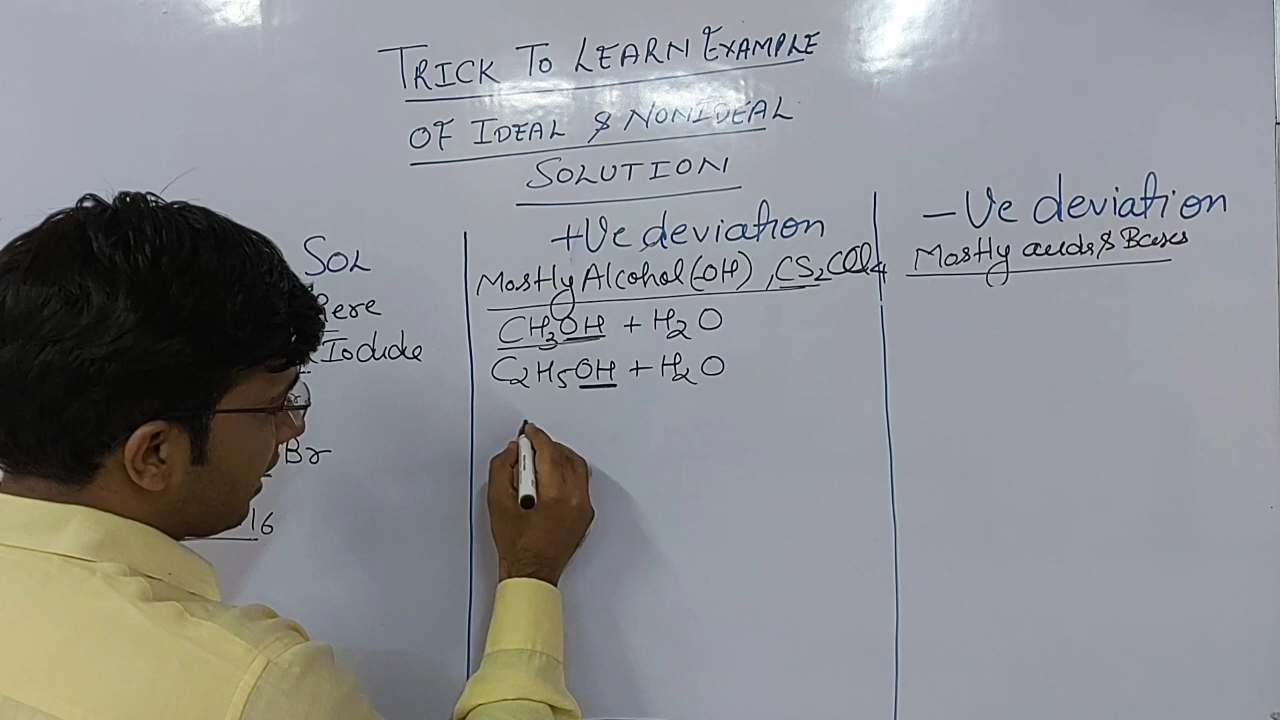 TRICK TO LEARN EXAMPLE
OF IDEAL & NONIDEAL
SOLUTION
SOL
Iodide
Br
16
+Ve deviation
Mostly Alcohol (-OH), CS2, CCl4
CH3OH + H2O
C2H5OH + H2O
-Ve deviation
Mostly acids & Bases